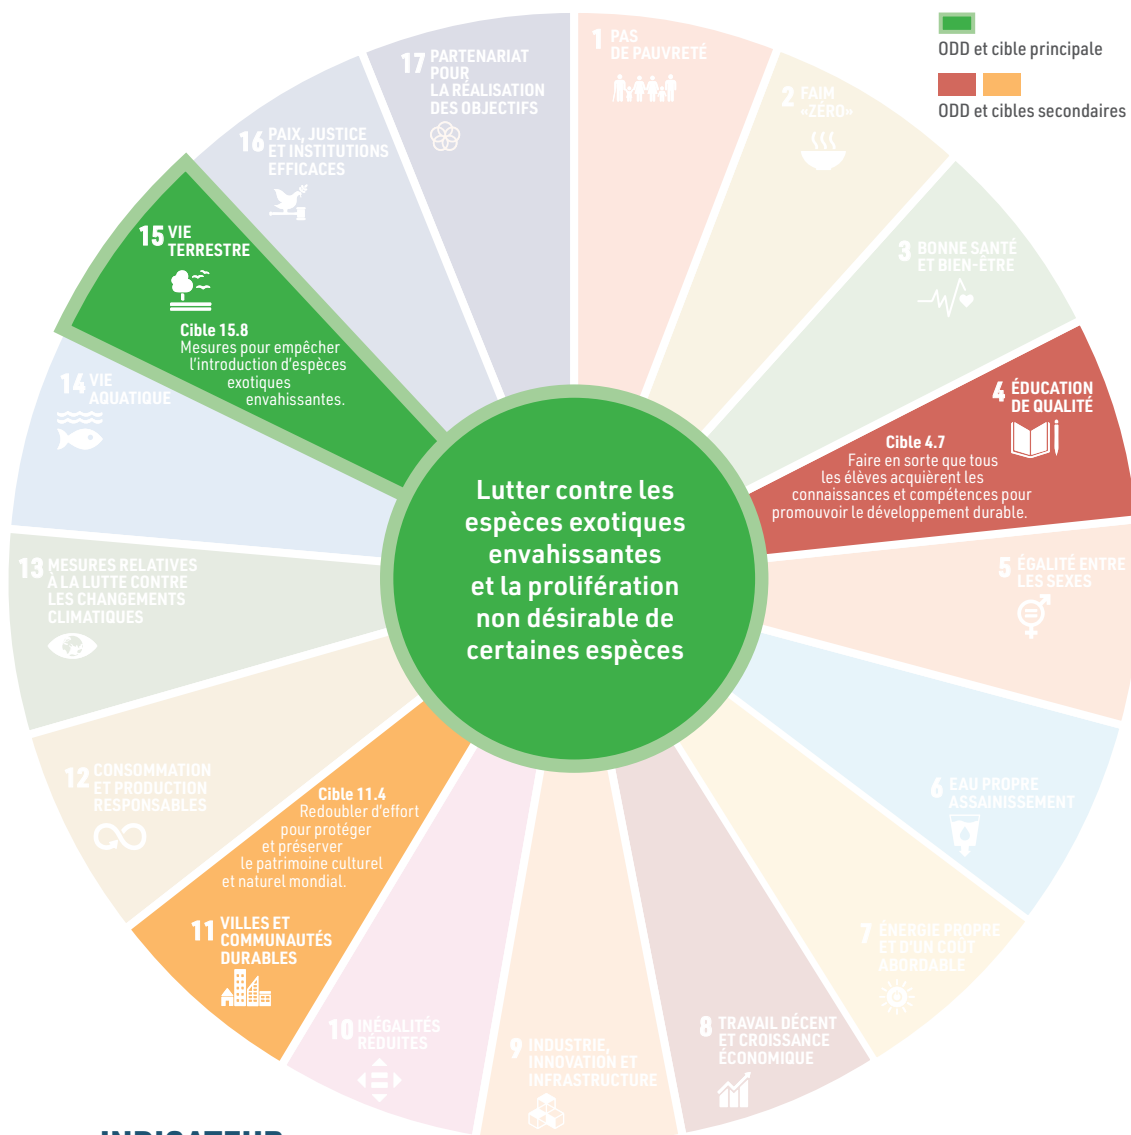 ODD et cible principale
ODD et cibles secondaires
1 PAS
DE PAUVRETÉ
2 FAIM
«ZÉRO»
3 BONNE SANTÉ
ET BIEN-ÊTRE
4 ÉDUCATION
DE QUALITÉ
Cible 4.7
Faire en sorte que tous
les élèves acquièrent les
connaissances et compétences pour
promouvoir le développement durable.
5 ÉGALITÉ ENTRE
LES SEXES
6 EAU PROPRE
ASSAINISSEMENT
7 ÉNERGIE PROPRE
ET D'UN COÛT
ABORDABLE
8 TRAVAIL DÉCENT
ET CROISSANCE
ÉCONOMIQUE
9 INDUSTRIE,
INNOVATION ET
INFRASTRUCTURE
10 INÉGALITÉS
RÉDUITES
11 VILLES ET
COMMUNAUTÉS
DURABLES
Cible 11.4
Redoubler d'effort
pour protéger
et préserver
le patrimoine culturel
et naturel mondial.
12 CONSOMMATION
ET PRODUCTION
RESPONSABLES
13 MESURES RELATIVES
À LA LUTTE CONTRE
LES CHANGEMENTS
CLIMATIQUES
14 VIE
AQUATIQUE
15 VIE
TERRESTRE
Cible 15.8
Mesures pour empêcher
l'introduction d'espèces
exotiques
envahissantes.
16 PAIX, JUSTICE
ET INSTITUTIONS
EFFICACES
17 PARTENARIAT
POUR
LA RÉALISATION
DES OBJECTIFS
Lutter contre les
espèces exotiques
envahissantes
et la prolifération
non désirable de
certaines espèces
INDICATEUR